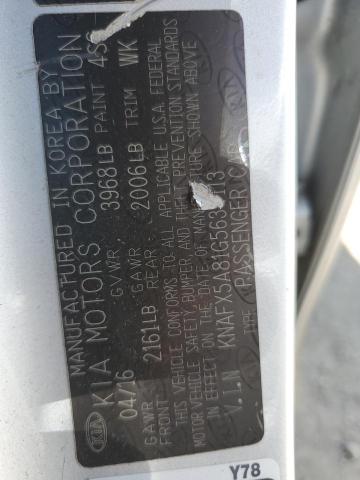 MANUFACTURED IN KOREA BY
KIA KIA MOTORS CORPORATION
04/16 GVWR 3968LB PAINT
GAWR FRONT 2161LB GAWR REAR 2006LB TRIM WK
THIS VEHICLE CONFORMS TO ALL APPLICABLE U.S.A. FEDERAL
MOTOR VEHICLE SAFETY, BUMPER, AND THEFT PREVENTION STANDARDS
IN EFFECT ON THE DATE OF MANUFACTURE SHOWN ABOVE
V.I.N KNAFX5A81G563
TYPE PASSENGER CAR
Y78